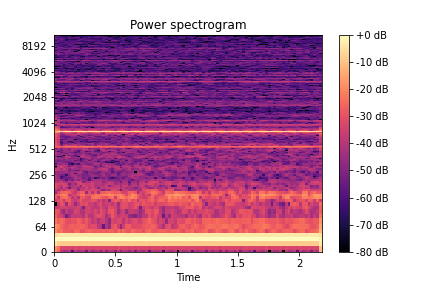 Power spectrogram
Hz
8192
4096
2048
1024
512
256
128
64
0
0 0.5 1 1.5 2
Time
+0 dB
-10 dB
-20 dB
-30 dB
-40 dB
-50 dB
-60 dB
-70 dB
-80 dB